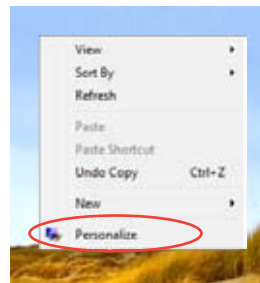 View
Sort By
Refresh
Paste
Paste Shortcut
Undo Copy Ctrl+Z
New
Personalize